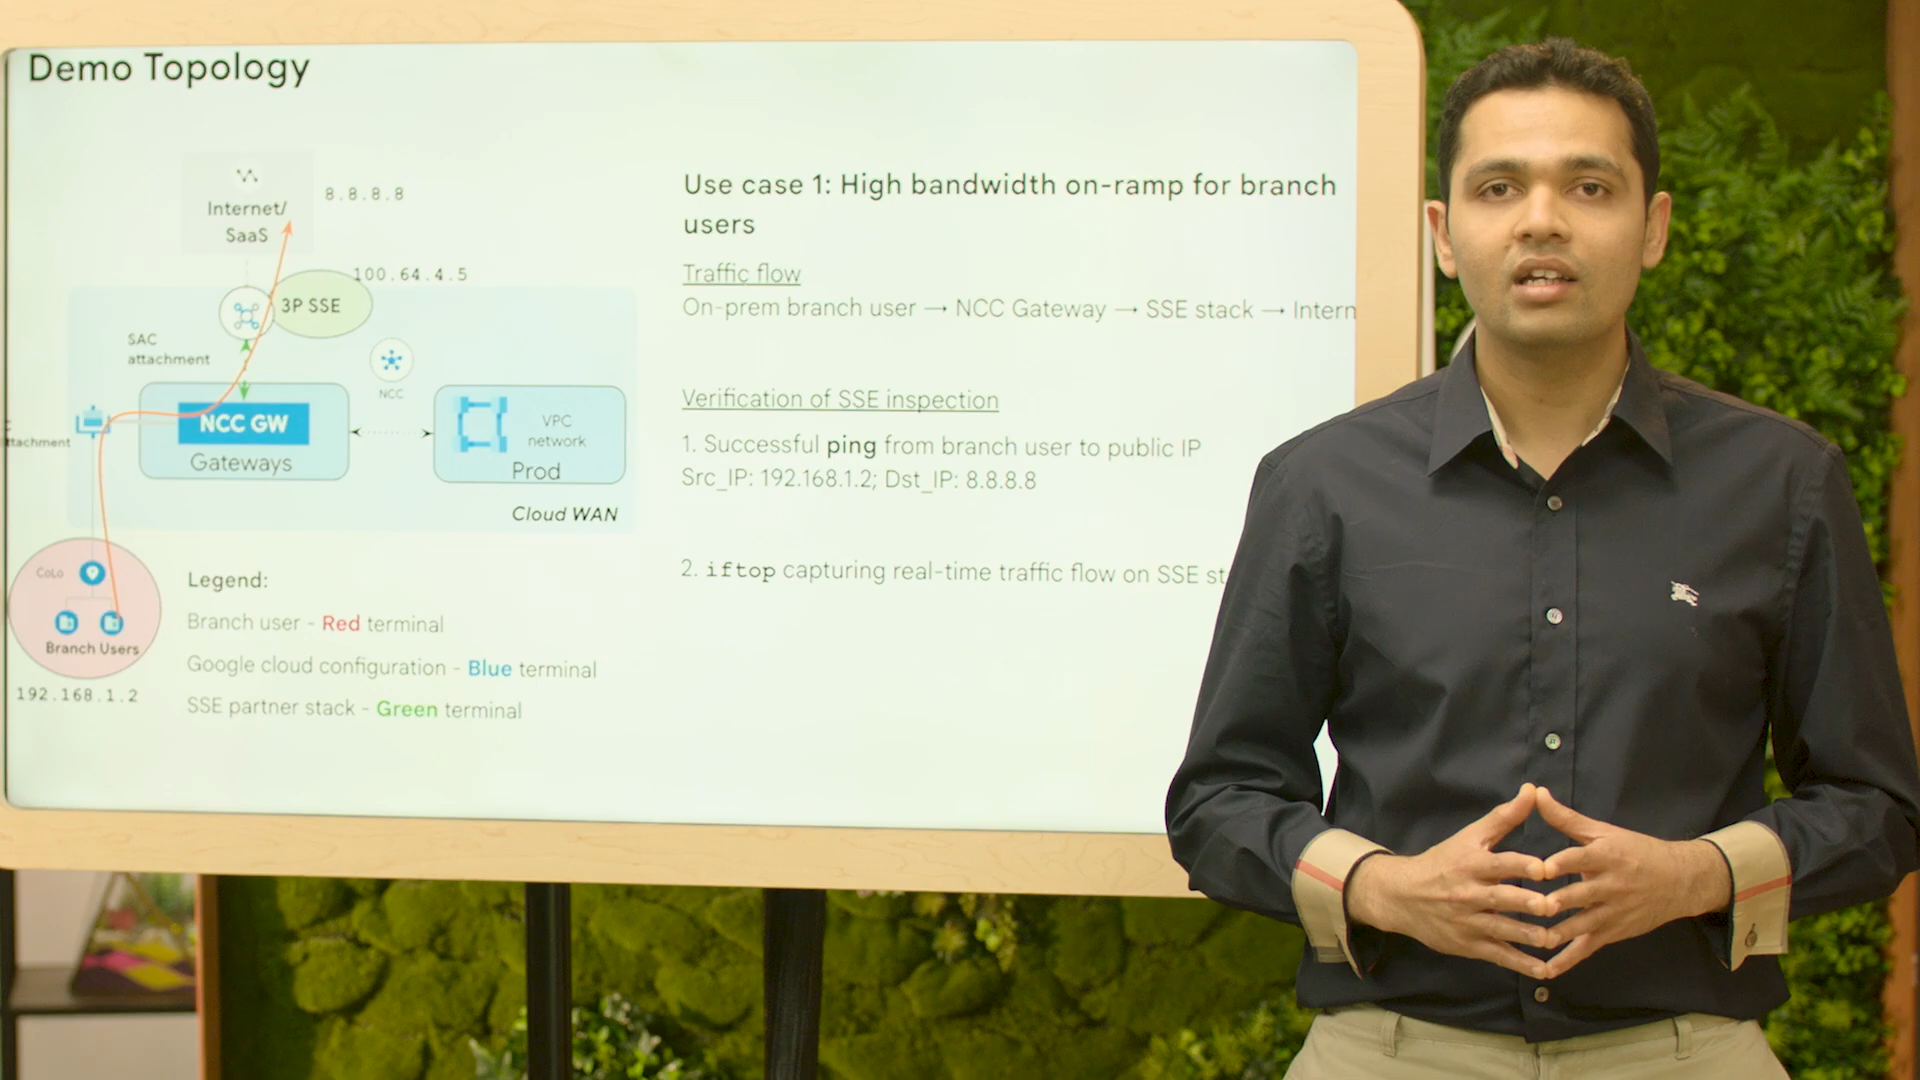 Demo Topology
Internet/
SaaS
8.8.8.8
100.64.4.5
3P SSE
SAC
attachment
NCC
NCC GW
Gateways
VPC
network
Prod
Cloud WAN
CoLo
Branch Users
192.168.1.2
Legend:
Branch user - Red terminal
Google cloud configuration - Blue terminal
SSE partner stack - Green terminal
Use case 1: High bandwidth on-ramp for branch
users
Traffic flow
On-prem branch user → NCC Gateway → SSE stack → Intern
Verification of SSE inspection
1. Successful ping from branch user to public IP
Src_IP: 192.168.1.2; Dst_IP: 8.8.8.8
2. iftop capturing real-time traffic flow on SSE st